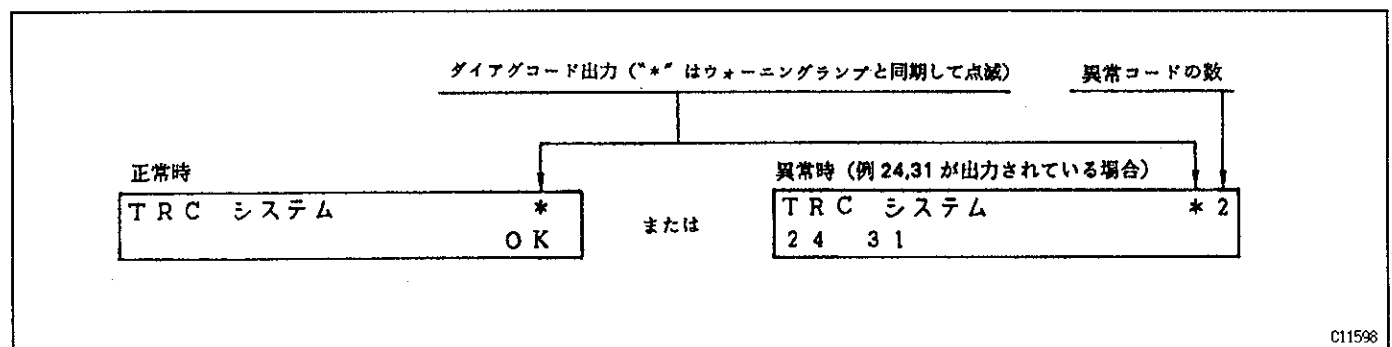 ダイアグコード出力（"*"はウォーニングランプと同期して点滅）
異常コードの数
正常時
TRC システム *
OK
または
異常時（例 24,31 が出力されている場合）
TRC システム *2
24 31
C11598